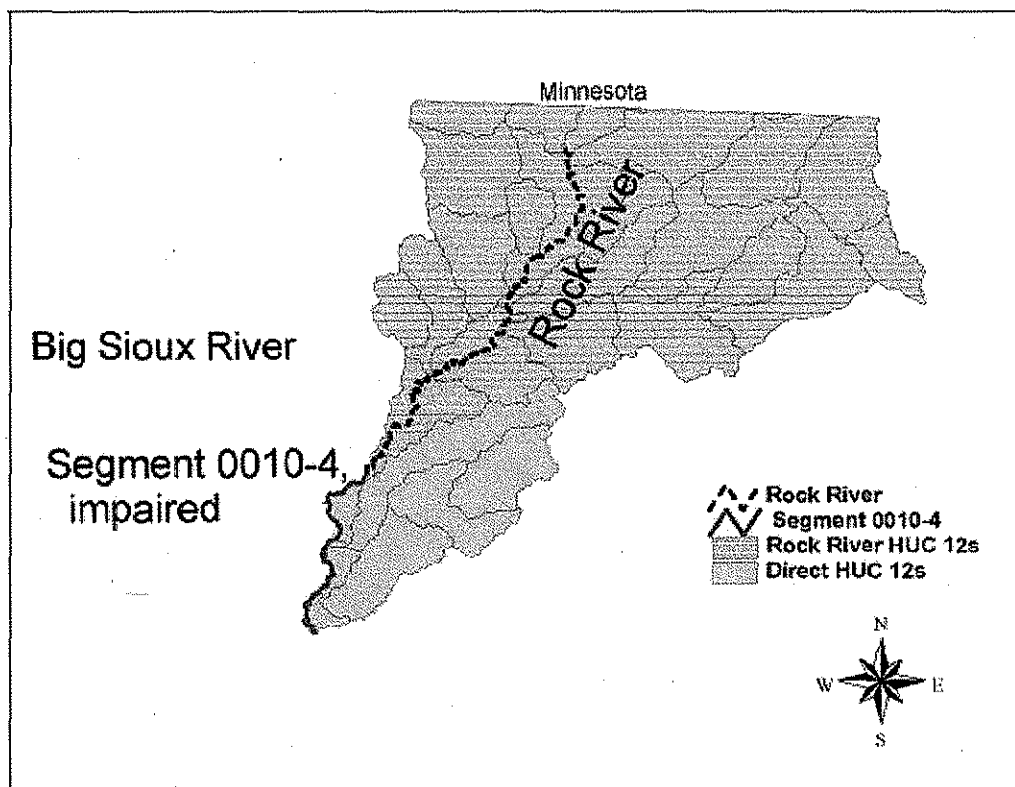 Minnesota
Rock River
Big Sioux River
Segment 0010-4,
impaired
Rock River
Segment 0010-4
Rock River HUC 12s
Direct HUC 12s
N
W E
S